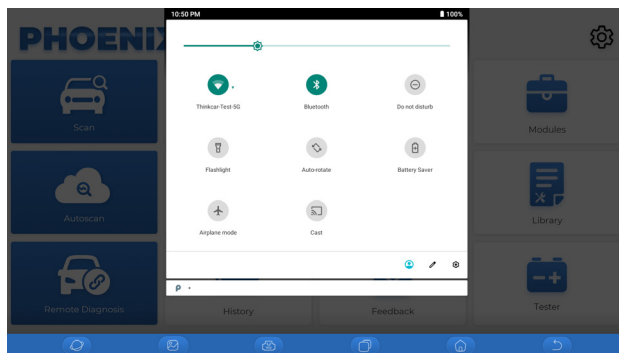 10:50 PM 100%
PHOENIX
Thinkcar-Test-5G Bluetooth Do not disturb
Scan Modules
Flashlight Auto-rotate Battery Saver
Autoscan Library
Airplane mode Cast
Remote Diagnosis History Feedback Tester